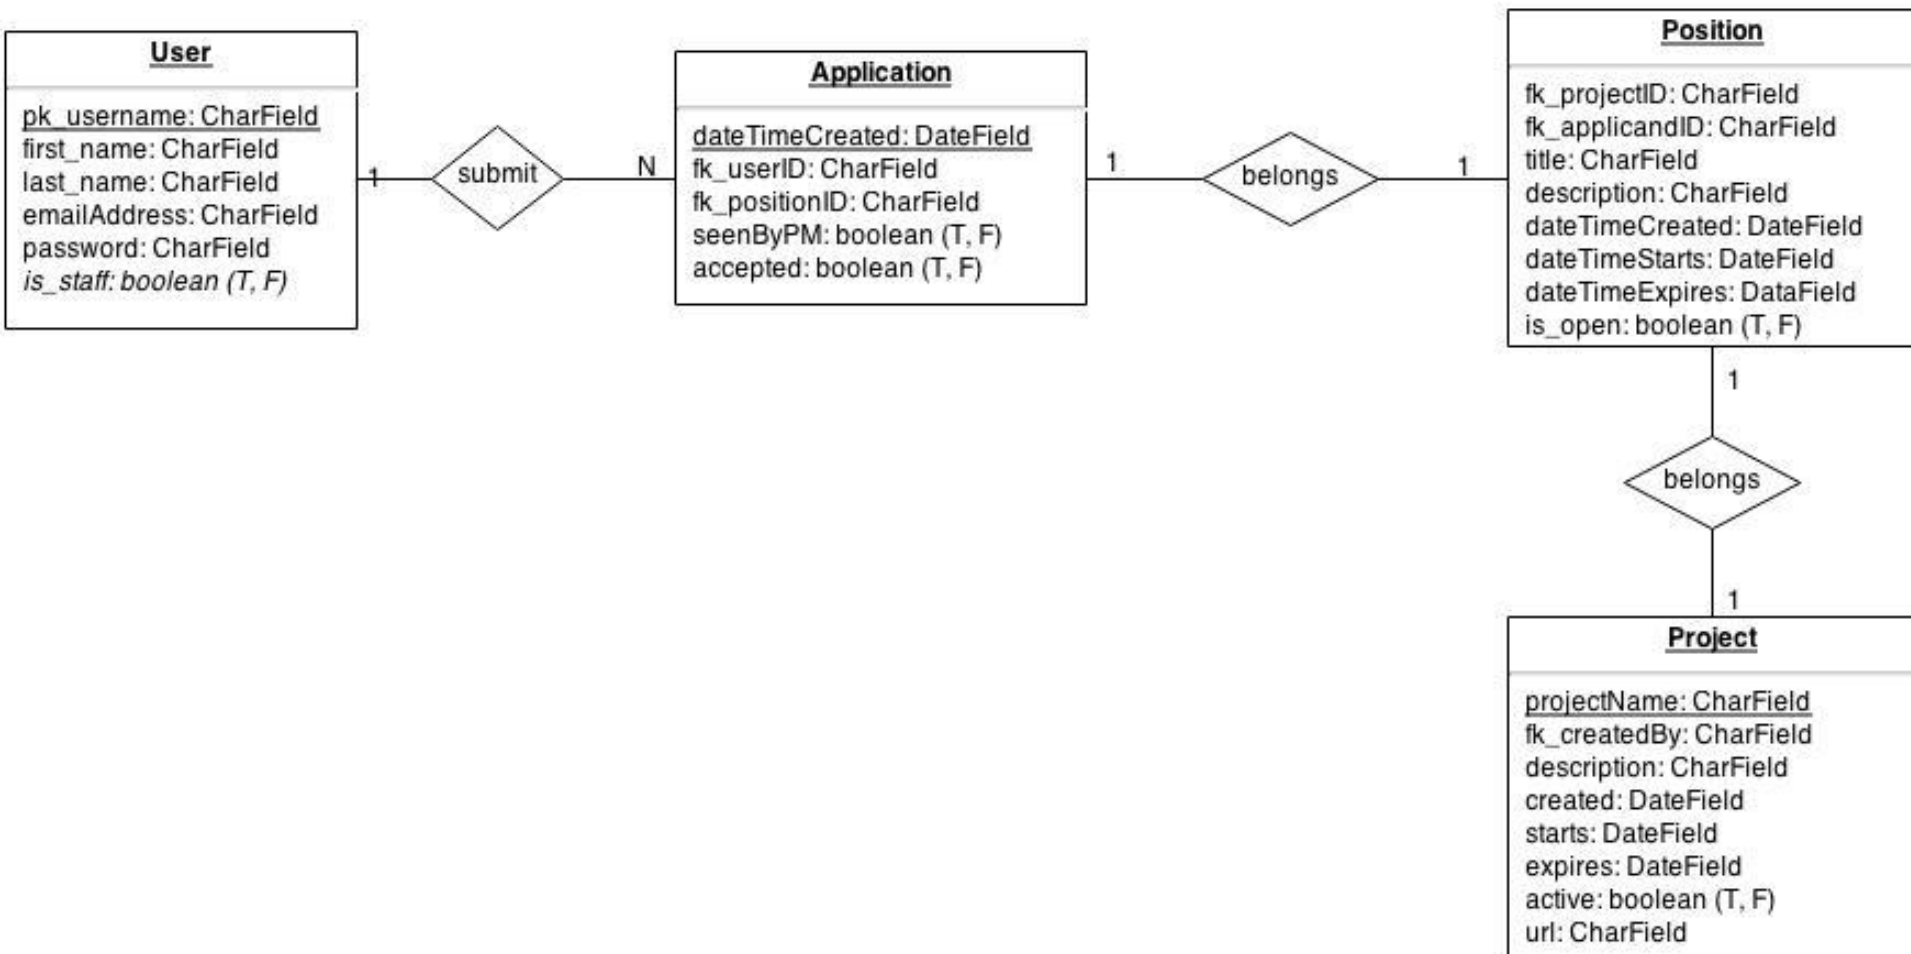 User
pk_username: CharField
first_name: CharField
last_name: CharField
emailAddress: CharField
password: CharField
is_staff: boolean (T, F)
1
submit
N
Application
dateTimeCreated: DateField
fk_userID: CharField
fk_positionID: CharField
seenByPM: boolean (T, F)
accepted: boolean (T, F)
1
belongs
1
Position
fk_projectID: CharField
fk_applicandID: CharField
title: CharField
description: CharField
dateTimeCreated: DateField
dateTimeStarts: DateField
dateTimeExpires: DataField
is_open: boolean (T, F)
1
belongs
1
Project
projectName: CharField
fk_createdBy: CharField
description: CharField
created: DateField
starts: DateField
expires: DateField
active: boolean (T, F)
url: CharField